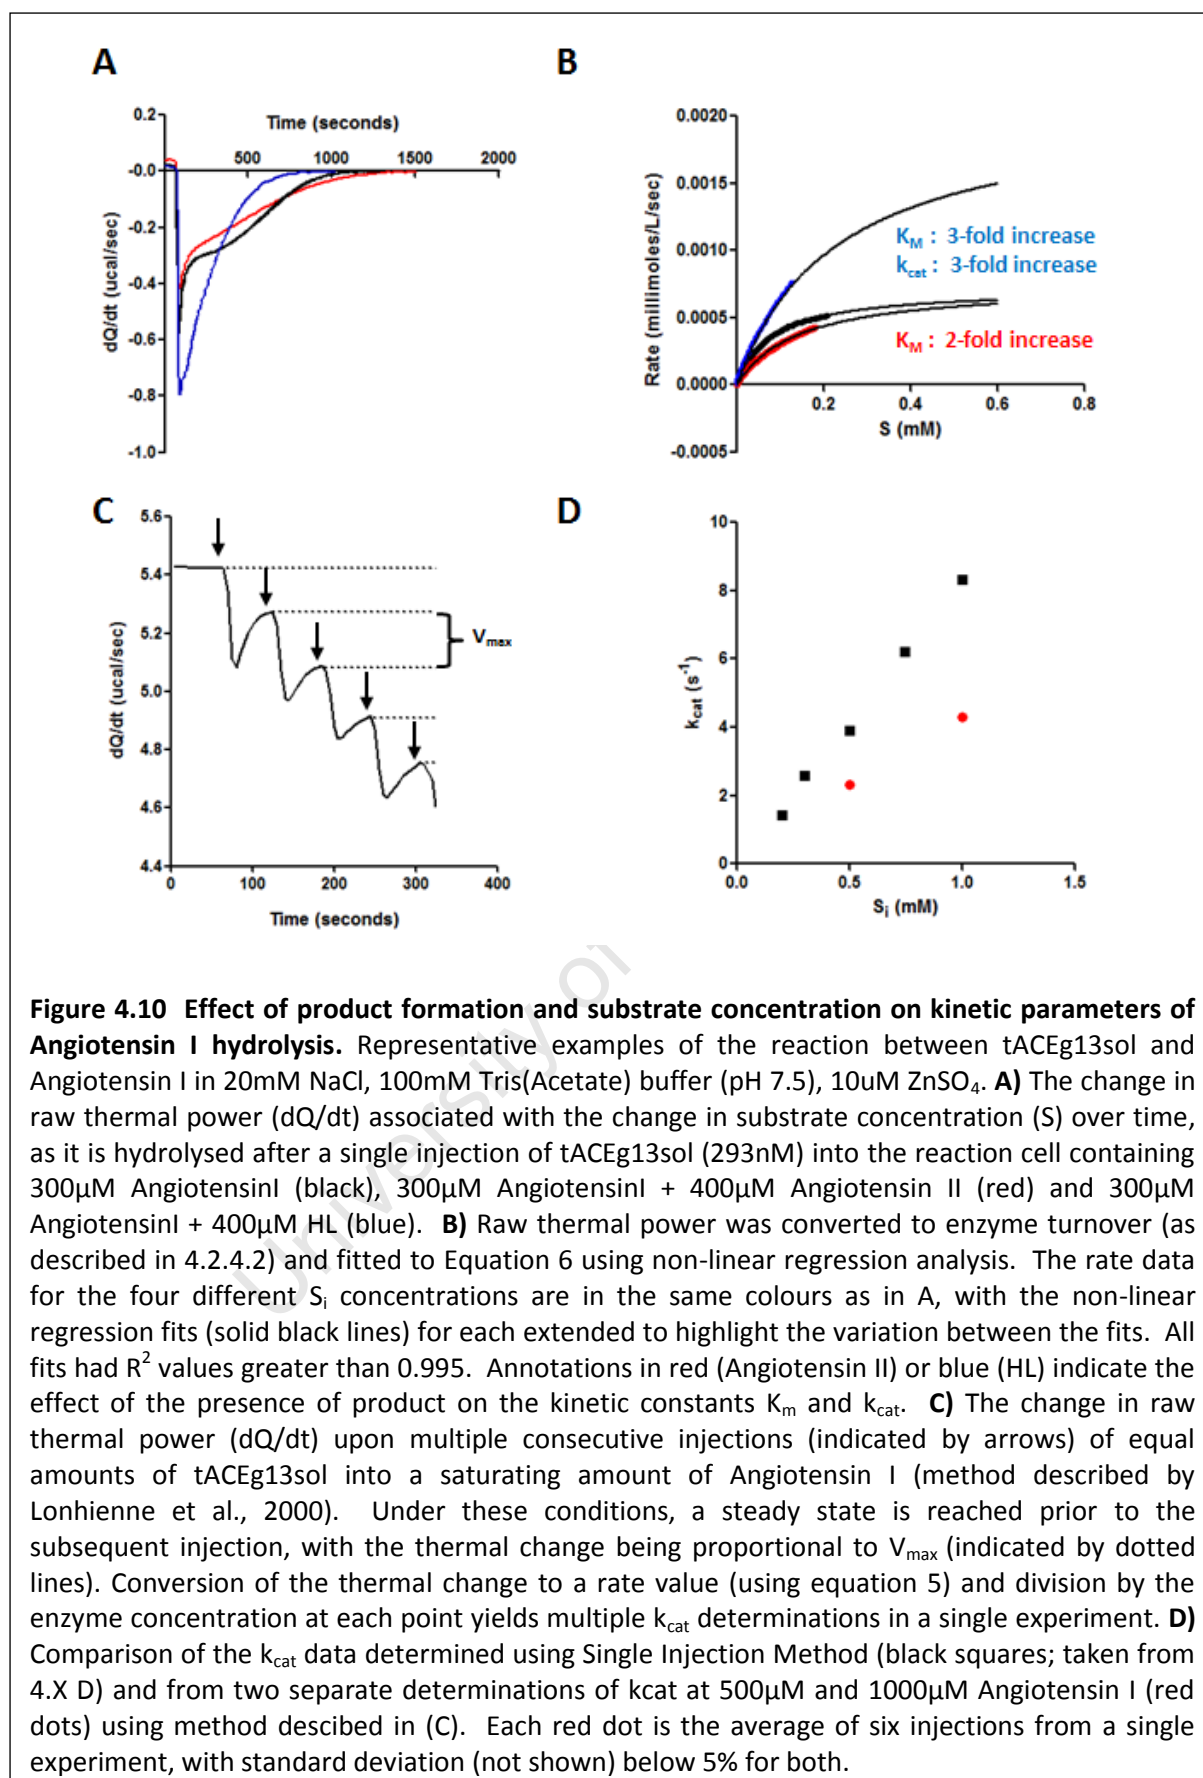 A
B
0.2
Time (seconds)
500
1000
1500
2000
-0.0
-0.2
-0.4
-0.6
-0.8
-1.0
dQ/dt (ucal/sec)
0.0020
0.0015
0.0010
0.0005
0.0000
-0.0005
Rate (millimoles/L/sec)
K_M : 3-fold increase
k_cat : 3-fold increase
K_M : 2-fold increase
0.2
0.4
0.6
0.8
S (mM)
C
D
5.6
5.4
5.2
5.0
4.8
4.6
4.4
dQ/dt (ucal/sec)
V_max
0
100
200
300
400
Time (seconds)
10
8
6
4
2
0
k_cat (s⁻¹)
0.0
0.5
1.0
1.5
S_i (mM)
University of
Figure 4.10 Effect of product formation and substrate concentration on kinetic parameters of
Angiotensin I hydrolysis. Representative examples of the reaction between tACEg13sol and
Angiotensin I in 20mM NaCl, 100mM Tris(Acetate) buffer (pH 7.5), 10uM ZnSO₄. A) The change in
raw thermal power (dQ/dt) associated with the change in substrate concentration (S) over time,
as it is hydrolysed after a single injection of tACEg13sol (293nM) into the reaction cell containing
300µM AngiotensinI (black), 300µM AngiotensinI + 400µM Angiotensin II (red) and 300µM
AngiotensinI + 400µM HL (blue). B) Raw thermal power was converted to enzyme turnover (as
described in 4.2.4.2) and fitted to Equation 6 using non-linear regression analysis. The rate data
for the four different S_i concentrations are in the same colours as in A, with the non-linear
regression fits (solid black lines) for each extended to highlight the variation between the fits. All
fits had R² values greater than 0.995. Annotations in red (Angiotensin II) or blue (HL) indicate the
effect of the presence of product on the kinetic constants K_m and k_cat. C) The change in raw
thermal power (dQ/dt) upon multiple consecutive injections (indicated by arrows) of equal
amounts of tACEg13sol into a saturating amount of Angiotensin I (method described by
Lonhienne et al., 2000). Under these conditions, a steady state is reached prior to the
subsequent injection, with the thermal change being proportional to V_max (indicated by dotted
lines). Conversion of the thermal change to a rate value (using equation 5) and division by the
enzyme concentration at each point yields multiple k_cat determinations in a single experiment. D)
Comparison of the k_cat data determined using Single Injection Method (black squares; taken from
4.X D) and from two separate determinations of kcat at 500µM and 1000µM Angiotensin I (red
dots) using method descibed in (C). Each red dot is the average of six injections from a single
experiment, with standard deviation (not shown) below 5% for both.